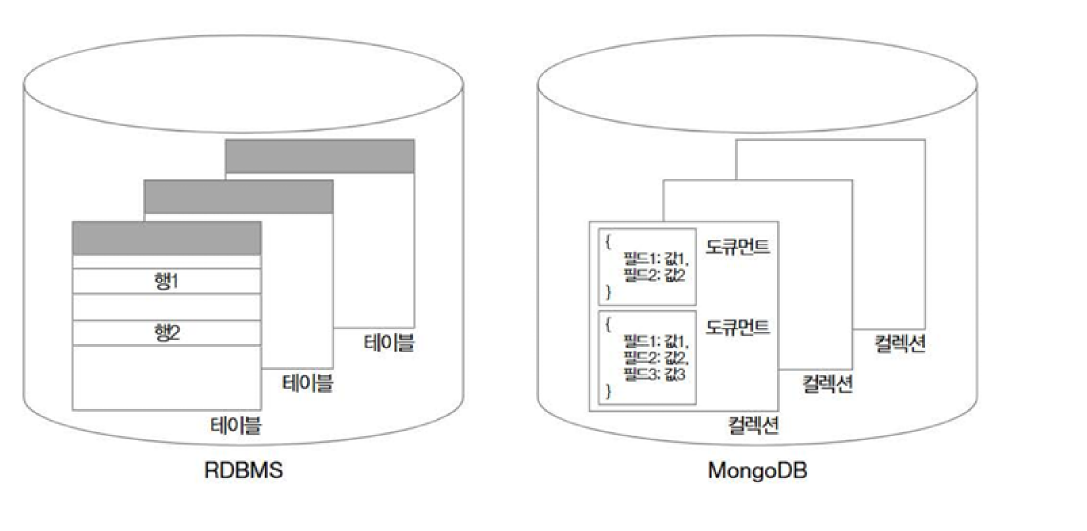 행1
행2
테이블
테이블
테이블
RDBMS
{
필드1: 값1,
필드2: 값2
}
도큐먼트
{
필드1: 값1,
필드2: 값2,
필드3: 값3
}
도큐먼트
컬렉션
컬렉션
컬렉션
MongoDB